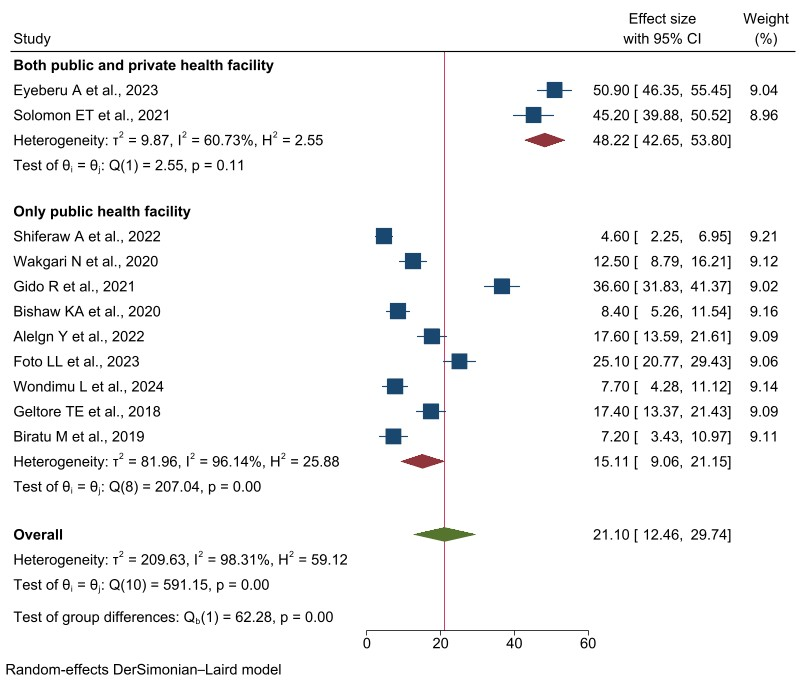 Effect size Weight
Study with 95% CI (%)
Both public and private health facility
Eyeberu A et al., 2023 50.90 [ 46.35, 55.45] 9.04
Solomon ET et al., 2021 45.20 [ 39.88, 50.52] 8.96
Heterogeneity: τ² = 9.87, I² = 60.73%, H² = 2.55 48.22 [ 42.65, 53.80]
Test of θᵢ = θⱼ: Q(1) = 2.55, p = 0.11
Only public health facility
Shiferaw A et al., 2022 4.60 [ 2.25, 6.95] 9.21
Wakgari N et al., 2020 12.50 [ 8.79, 16.21] 9.12
Gido R et al., 2021 36.60 [ 31.83, 41.37] 9.02
Bishaw KA et al., 2020 8.40 [ 5.26, 11.54] 9.16
Alelgn Y et al., 2022 17.60 [ 13.59, 21.61] 9.09
Foto LL et al., 2023 25.10 [ 20.77, 29.43] 9.06
Wondimu L et al., 2024 7.70 [ 4.28, 11.12] 9.14
Geltore TE et al., 2018 17.40 [ 13.37, 21.43] 9.09
Biratu M et al., 2019 7.20 [ 3.43, 10.97] 9.11
Heterogeneity: τ² = 81.96, I² = 96.14%, H² = 25.88 15.11 [ 9.06, 21.15]
Test of θᵢ = θⱼ: Q(8) = 207.04, p = 0.00
Overall 21.10 [ 12.46, 29.74]
Heterogeneity: τ² = 209.63, I² = 98.31%, H² = 59.12
Test of θᵢ = θⱼ: Q(10) = 591.15, p = 0.00
Test of group differences: Q_b(1) = 62.28, p = 0.00
0 20 40 60
Random-effects DerSimonian–Laird model